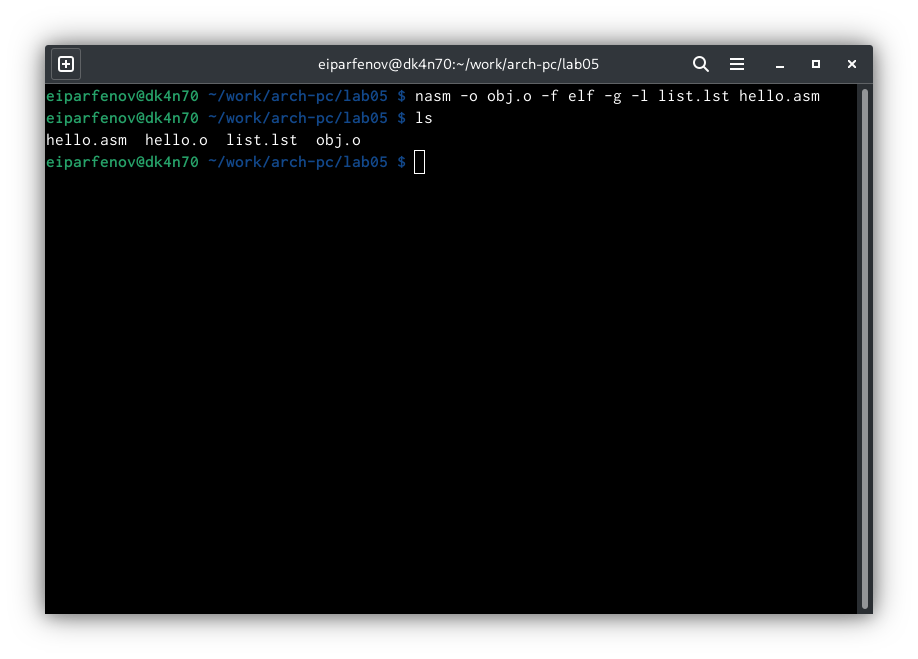 eiparfenov@dk4n70:~/work/arch-pc/lab05
eiparfenov@dk4n70 ~/work/arch-pc/lab05 $ nasm -o obj.o -f elf -g -l list.lst hello.asm
eiparfenov@dk4n70 ~/work/arch-pc/lab05 $ ls
hello.asm  hello.o  list.lst  obj.o
eiparfenov@dk4n70 ~/work/arch-pc/lab05 $